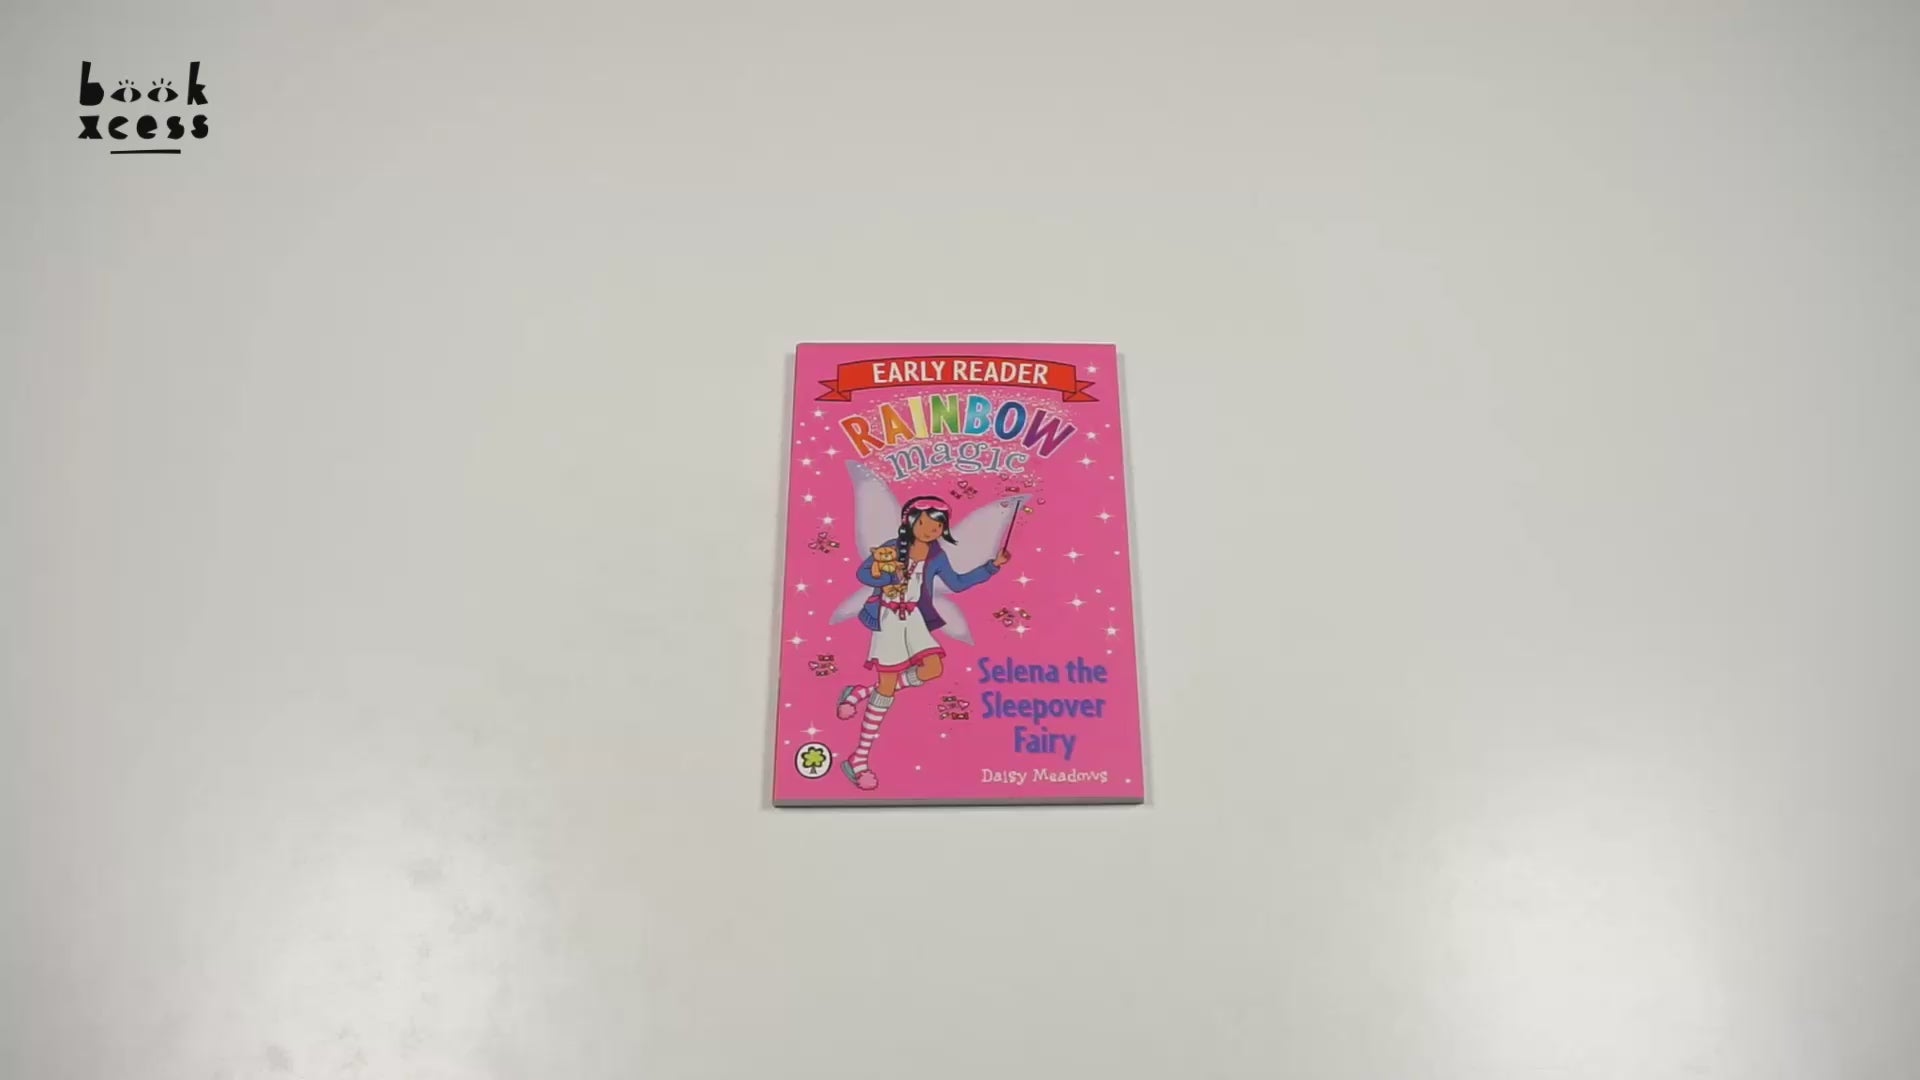 book
xcess
EARLY READER
RAINBOW
magic
Selena the
Sleepover
Fairy
Daisy Meadows